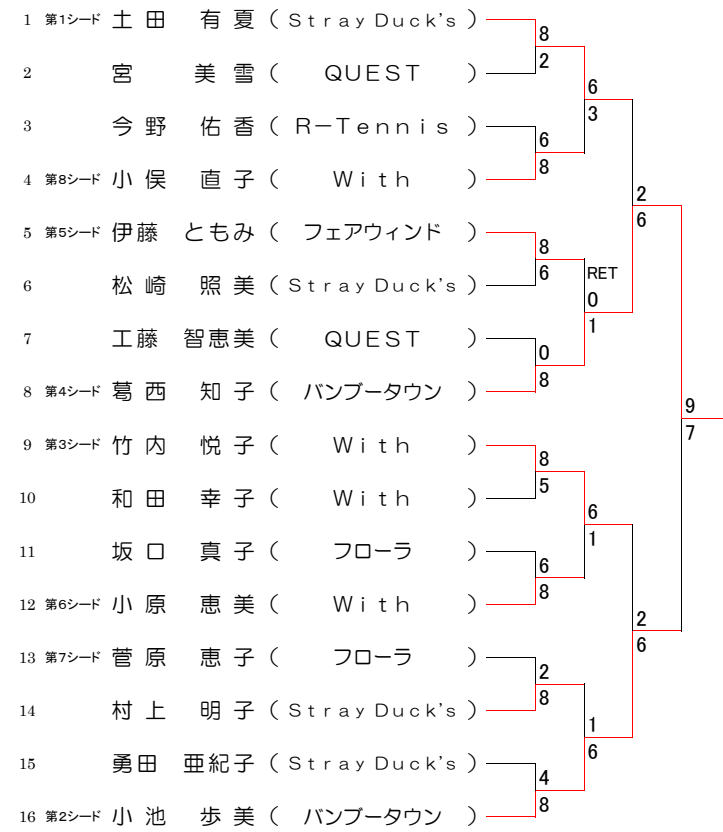 1 第1シード 土田 有夏 ( Stray Duck's )
8
2 宮 美雪 ( QUEST )
2
6
3
3 今野 佑香 ( R−Tennis )
6
4 第8シード 小俣 直子 ( With )
8
2
6
5 第5シード 伊藤 ともみ ( フェアウィンド )
8
6 松崎 照美 ( Stray Duck's )
6
RET
0
1
7 工藤 智恵美 ( QUEST )
0
8 第4シード 葛西 知子 ( バンブータウン )
8
9
7
9 第3シード 竹内 悦子 ( With )
8
10 和田 幸子 ( With )
5
6
1
11 坂口 真子 ( フローラ )
6
12 第6シード 小原 恵美 ( With )
8
2
6
13 第7シード 菅原 恵子 ( フローラ )
2
14 村上 明子 ( Stray Duck's )
8
1
6
15 勇田 亜紀子 ( Stray Duck's )
4
16 第2シード 小池 歩美 ( バンブータウン )
8